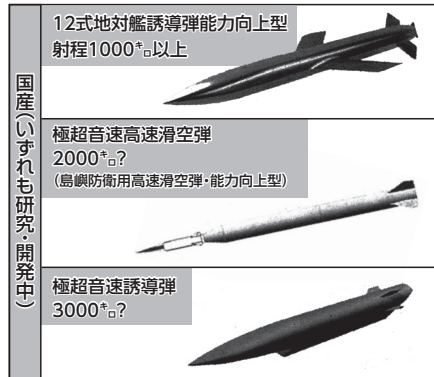 国産(いずれも研究・開発中)
12式地対艦誘導弾能力向上型
射程1000㌔以上
極超音速高速滑空弾
2000㌔?
(島嶼防衛用高速滑空弾・能力向上型)
極超音速誘導弾
3000㌔?